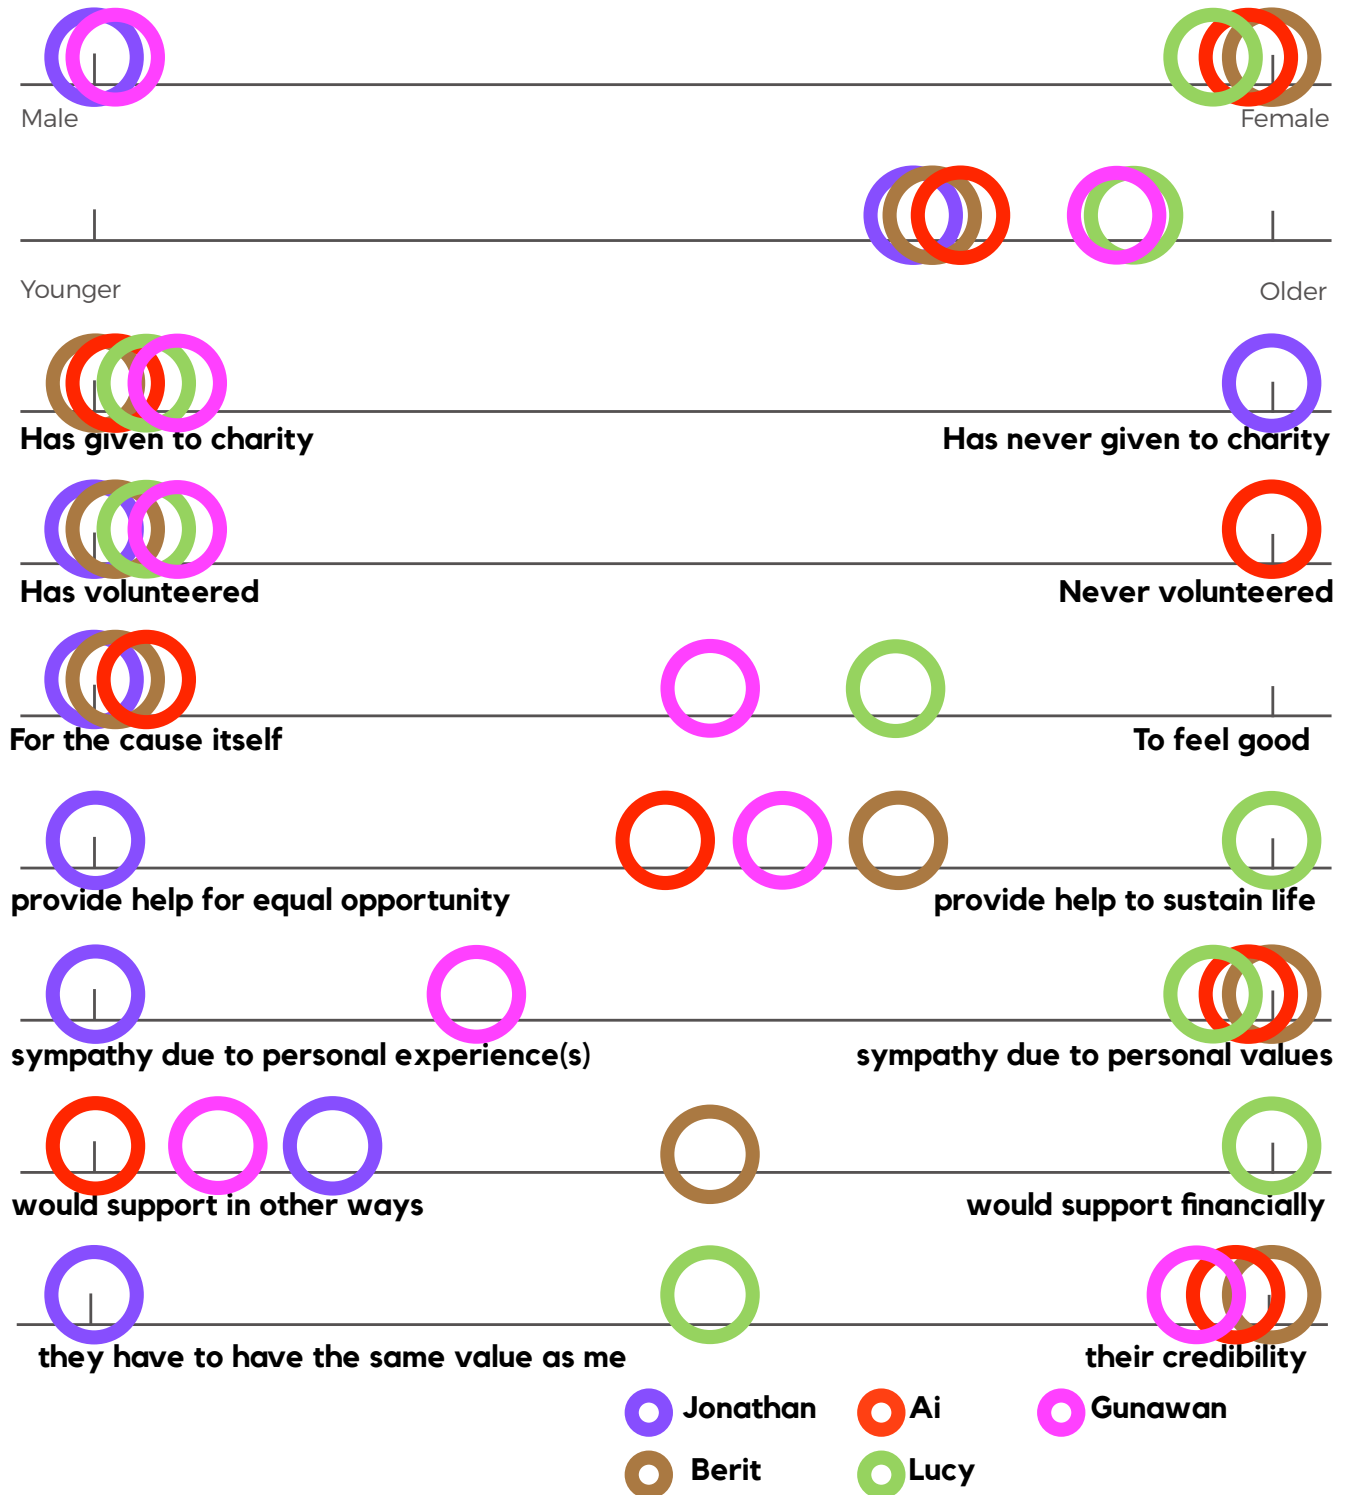 Male
Female
Younger
Older
Has given to charity
Has never given to charity
Has volunteered
Never volunteered
For the cause itself
To feel good
provide help for equal opportunity
provide help to sustain life
sympathy due to personal experience(s)
sympathy due to personal values
would support in other ways
would support financially
they have to have the same value as me
their credibility
Jonathan
Ai
Gunawan
Berit
Lucy